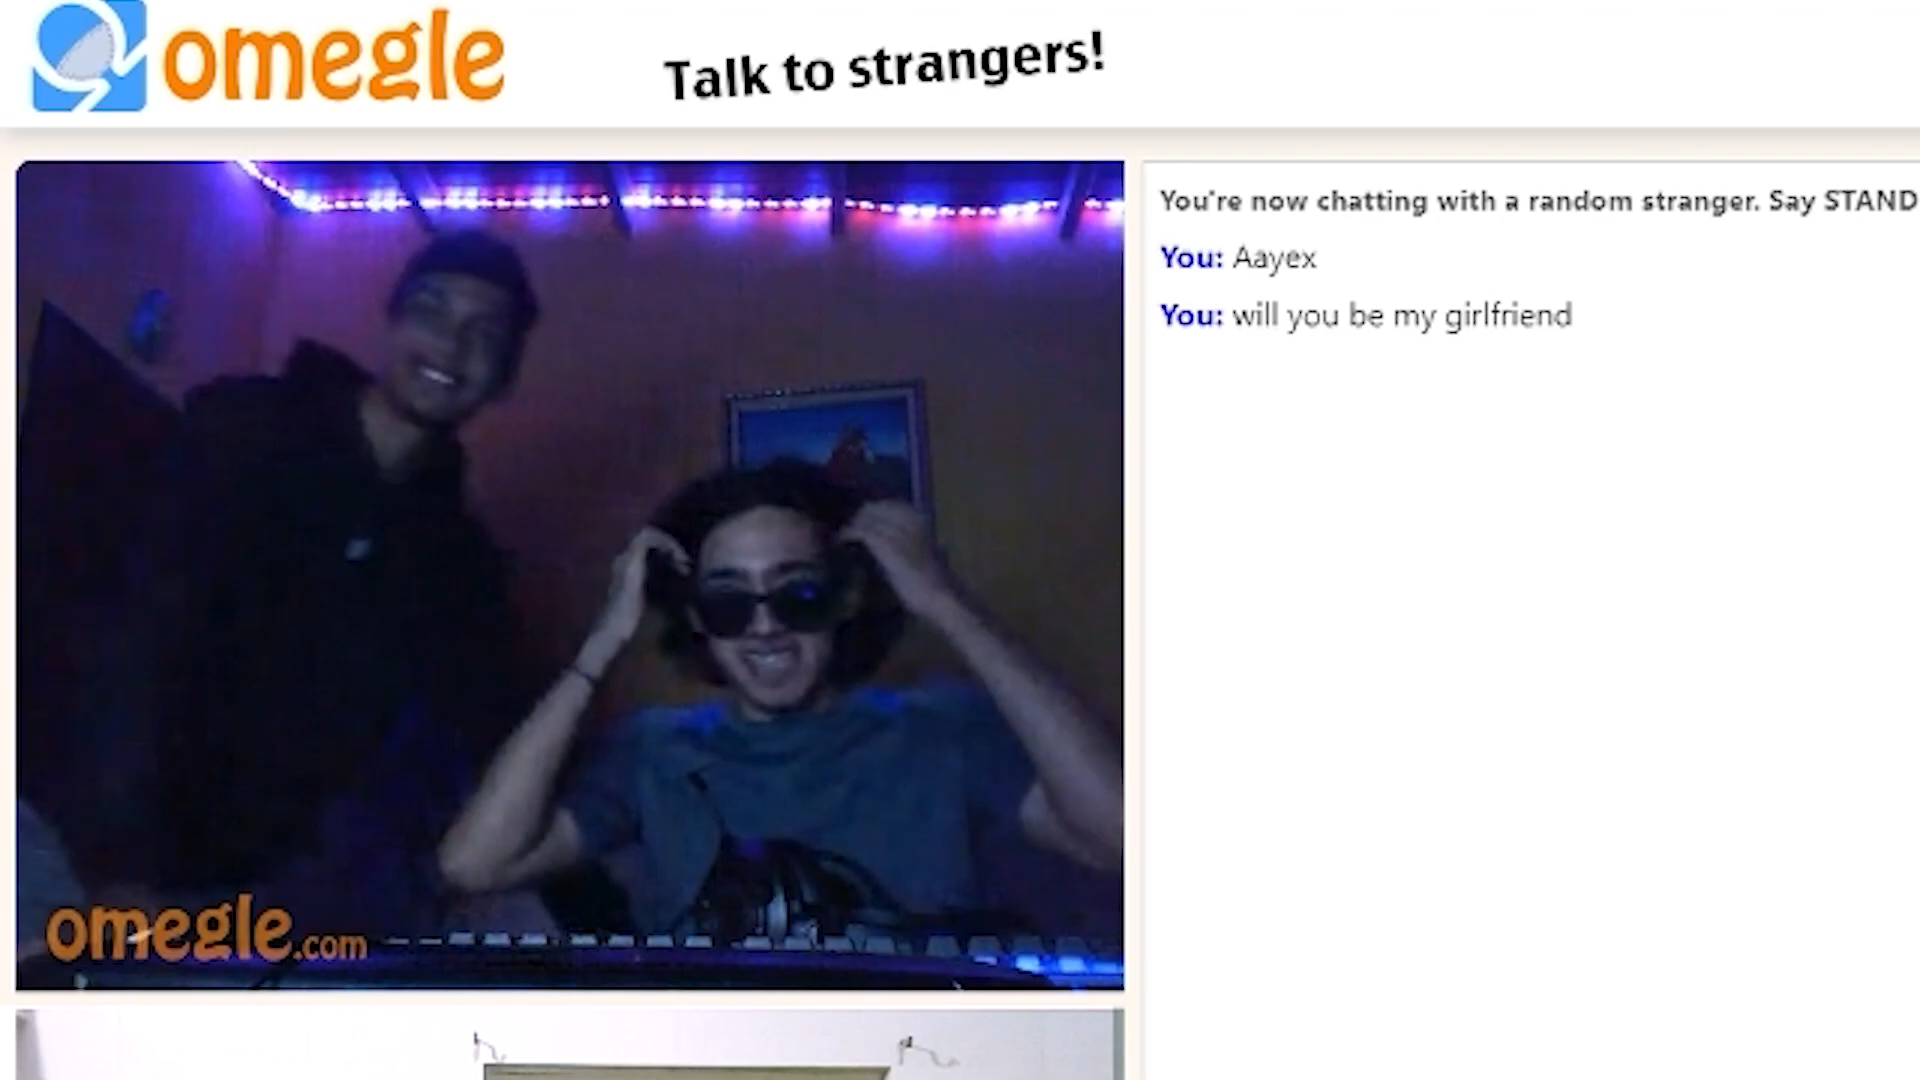 omegle
Talk to strangers!
You're now chatting with a random stranger. Say STAND
You: Aayex
You: will you be my girlfriend
omegle.com